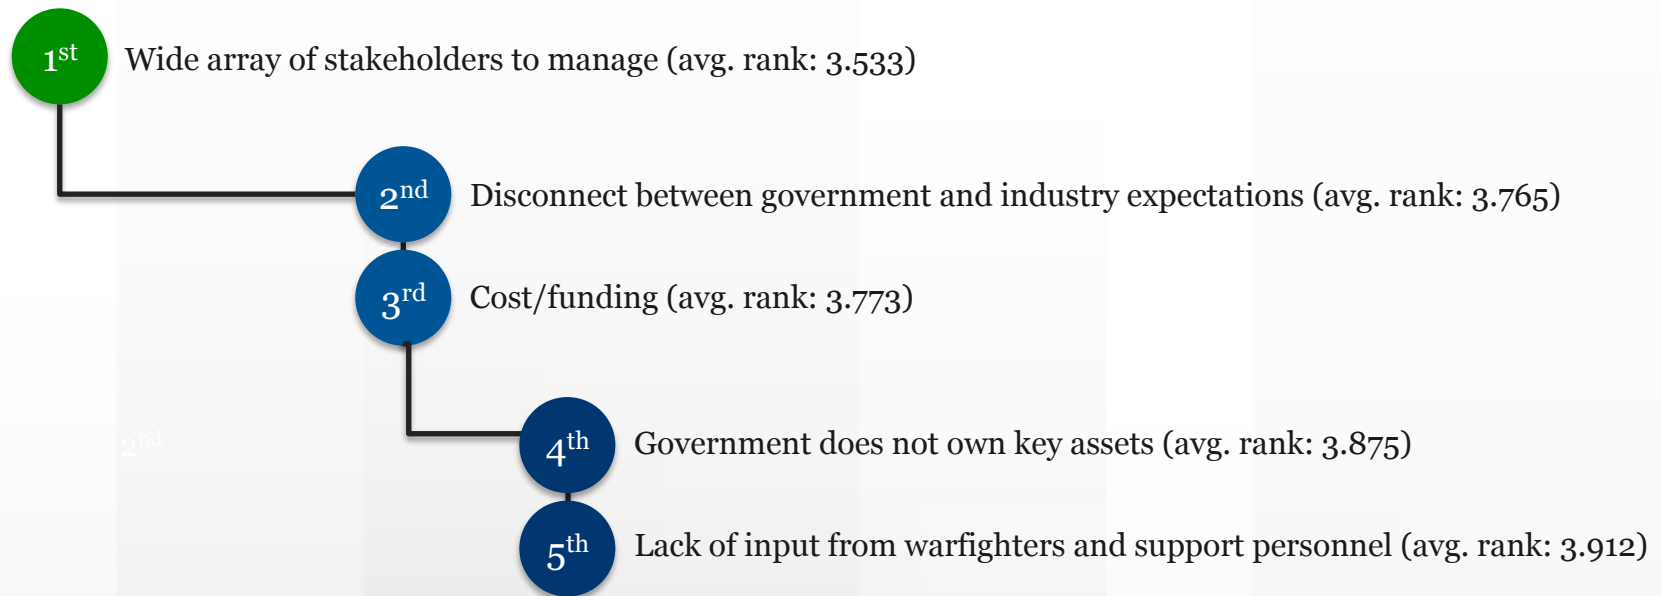 1st Wide array of stakeholders to manage (avg. rank: 3.533)
2nd Disconnect between government and industry expectations (avg. rank: 3.765)
3rd Cost/funding (avg. rank: 3.773)
2nd
4th Government does not own key assets (avg. rank: 3.875)
5th Lack of input from warfighters and support personnel (avg. rank: 3.912)